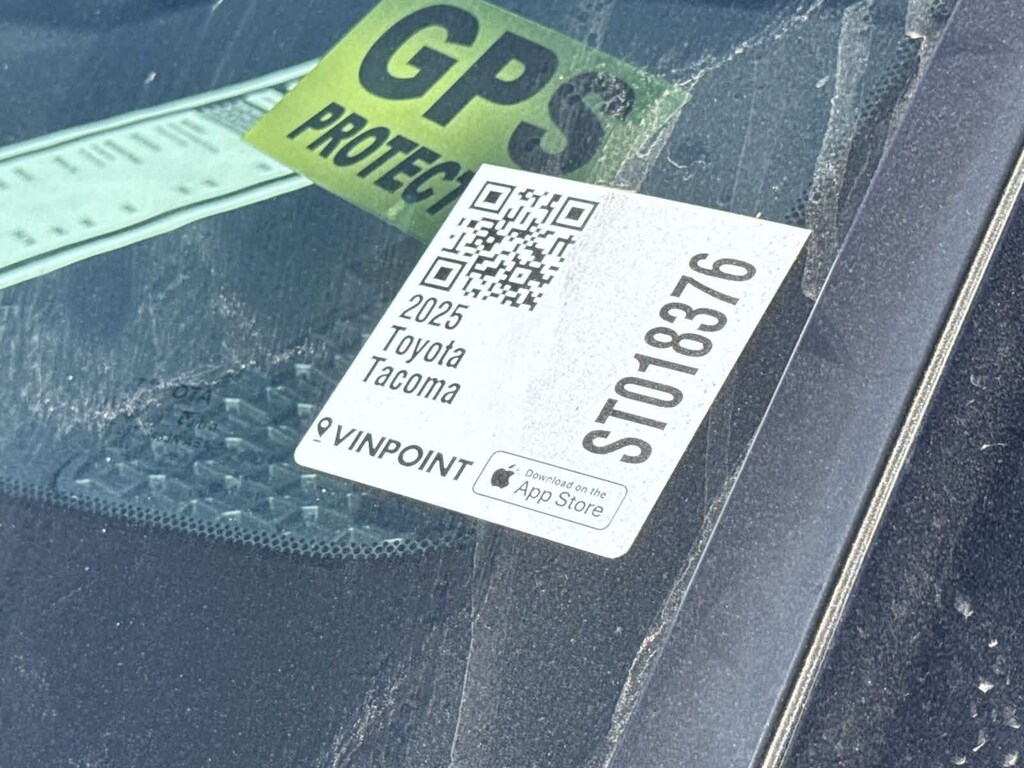 GPS
PROTECT
2025
Toyota
Tacoma
ST018376
VINPOINT
Download on the
App Store